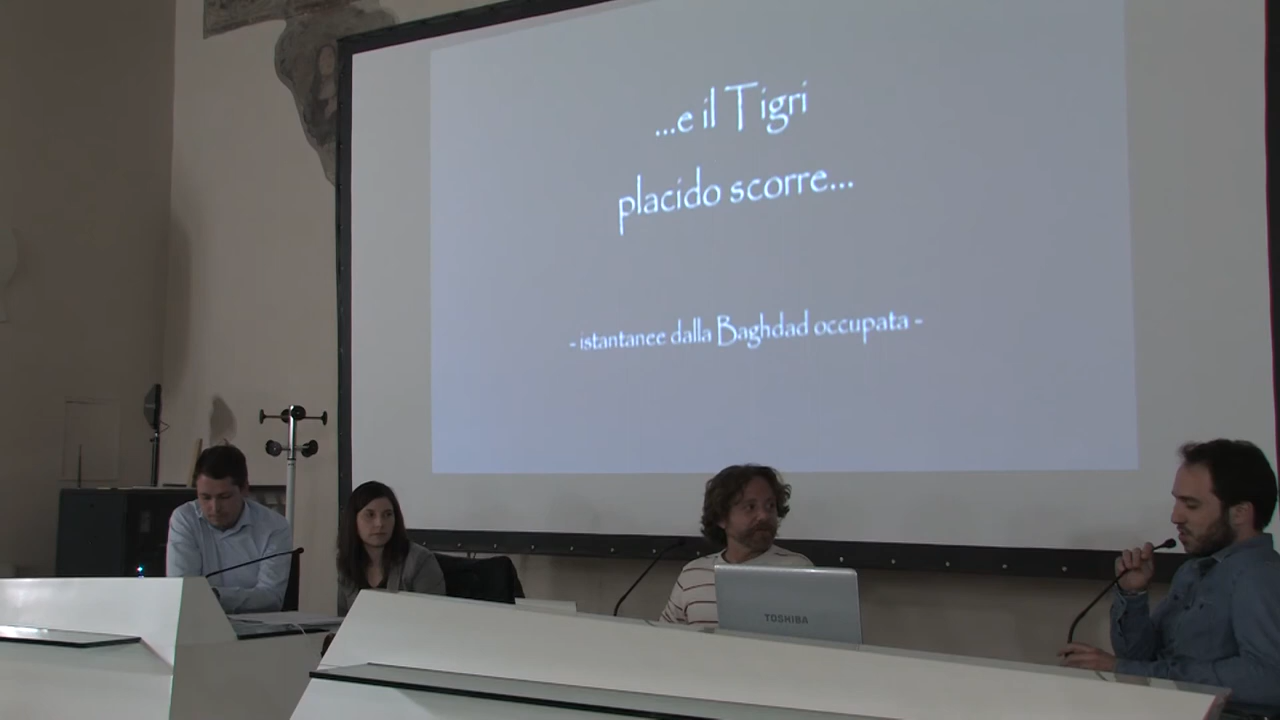 ...e il Tigri
placido scorre...
- istantanee dalla Baghdad occupata -
TOSHIBA